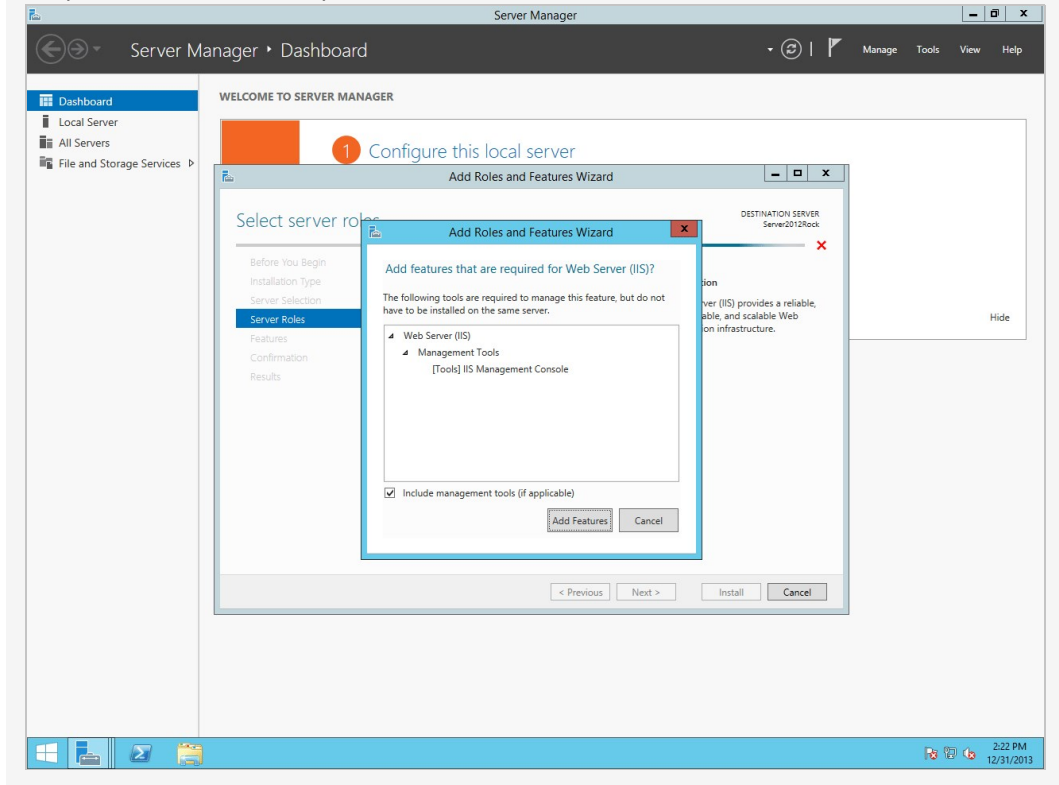 Server Manager
Server Manager • Dashboard
Manage Tools View Help
Dashboard
Local Server
All Servers
File and Storage Services
WELCOME TO SERVER MANAGER
1 Configure this local server
Hide
Add Roles and Features Wizard
Select server roles
DESTINATION SERVER
Server2012Rock
Before You Begin
Installation Type
Server Selection
Server Roles
Features
Confirmation
Results
ion
ver (IIS) provides a reliable,
able, and scalable Web
ion infrastructure.
Add Roles and Features Wizard
Add features that are required for Web Server (IIS)?
The following tools are required to manage this feature, but do not
have to be installed on the same server.
Web Server (IIS)
Management Tools
[Tools] IIS Management Console
Include management tools (if applicable)
Add Features Cancel
< Previous Next > Install Cancel
2:22 PM
12/31/2013